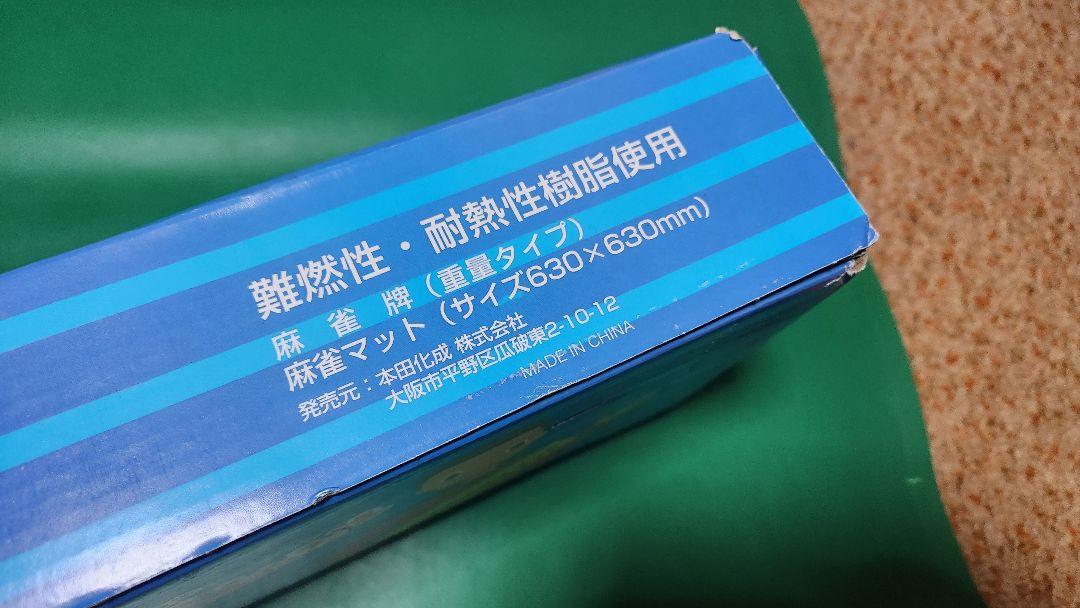 難燃性・耐熱性樹脂使用
麻雀牌（重量タイプ）
麻雀マット（サイズ630×630mm）
発売元：本田化成 株式会社
大阪市平野区瓜破東2-10-12
MADE IN CHINA